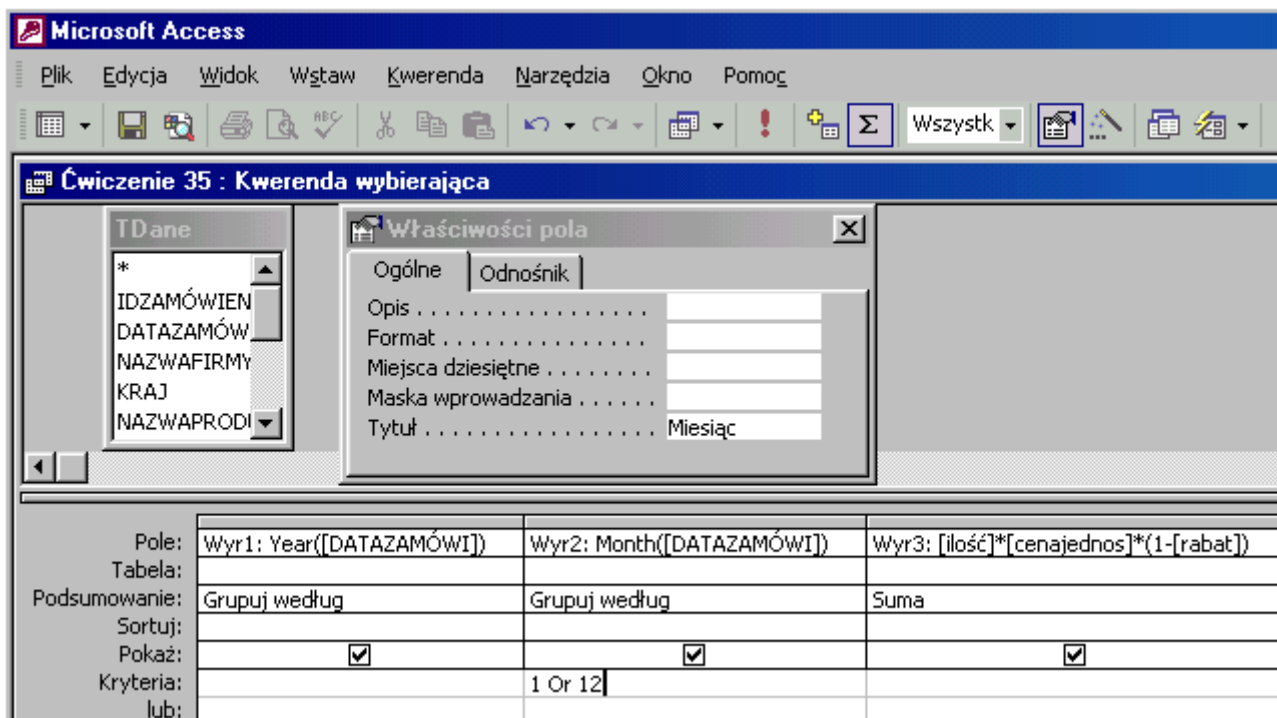 Microsoft Access
Plik Edycja Widok Wstaw Kwerenda Narzędzia Okno Pomoc
ABC Σ Wszystk
Ćwiczenie 35 : Kwerenda wybierająca
TDane
*
IDZAMÓWIEN
DATAZAMÓW
NAZWAFIRMY
KRAJ
NAZWAPRODU
Właściwości pola
Ogólne Odnośnik
Opis . . . . . . . . . . . . . . . . .
Format . . . . . . . . . . . . . . .
Miejsca dziesiętne . . . . . . . .
Maska wprowadzania . . . . . .
Tytuł . . . . . . . . . . . . . . . . . Miesiąc
Pole: Wyr1: Year([DATAZAMÓWI]) Wyr2: Month([DATAZAMÓWI]) Wyr3: [ilość]*[cenajednos]*(1-[rabat])
Tabela:
Podsumowanie: Grupuj według Grupuj według Suma
Sortuj:
Pokaż:
Kryteria: 1 Or 12
lub: